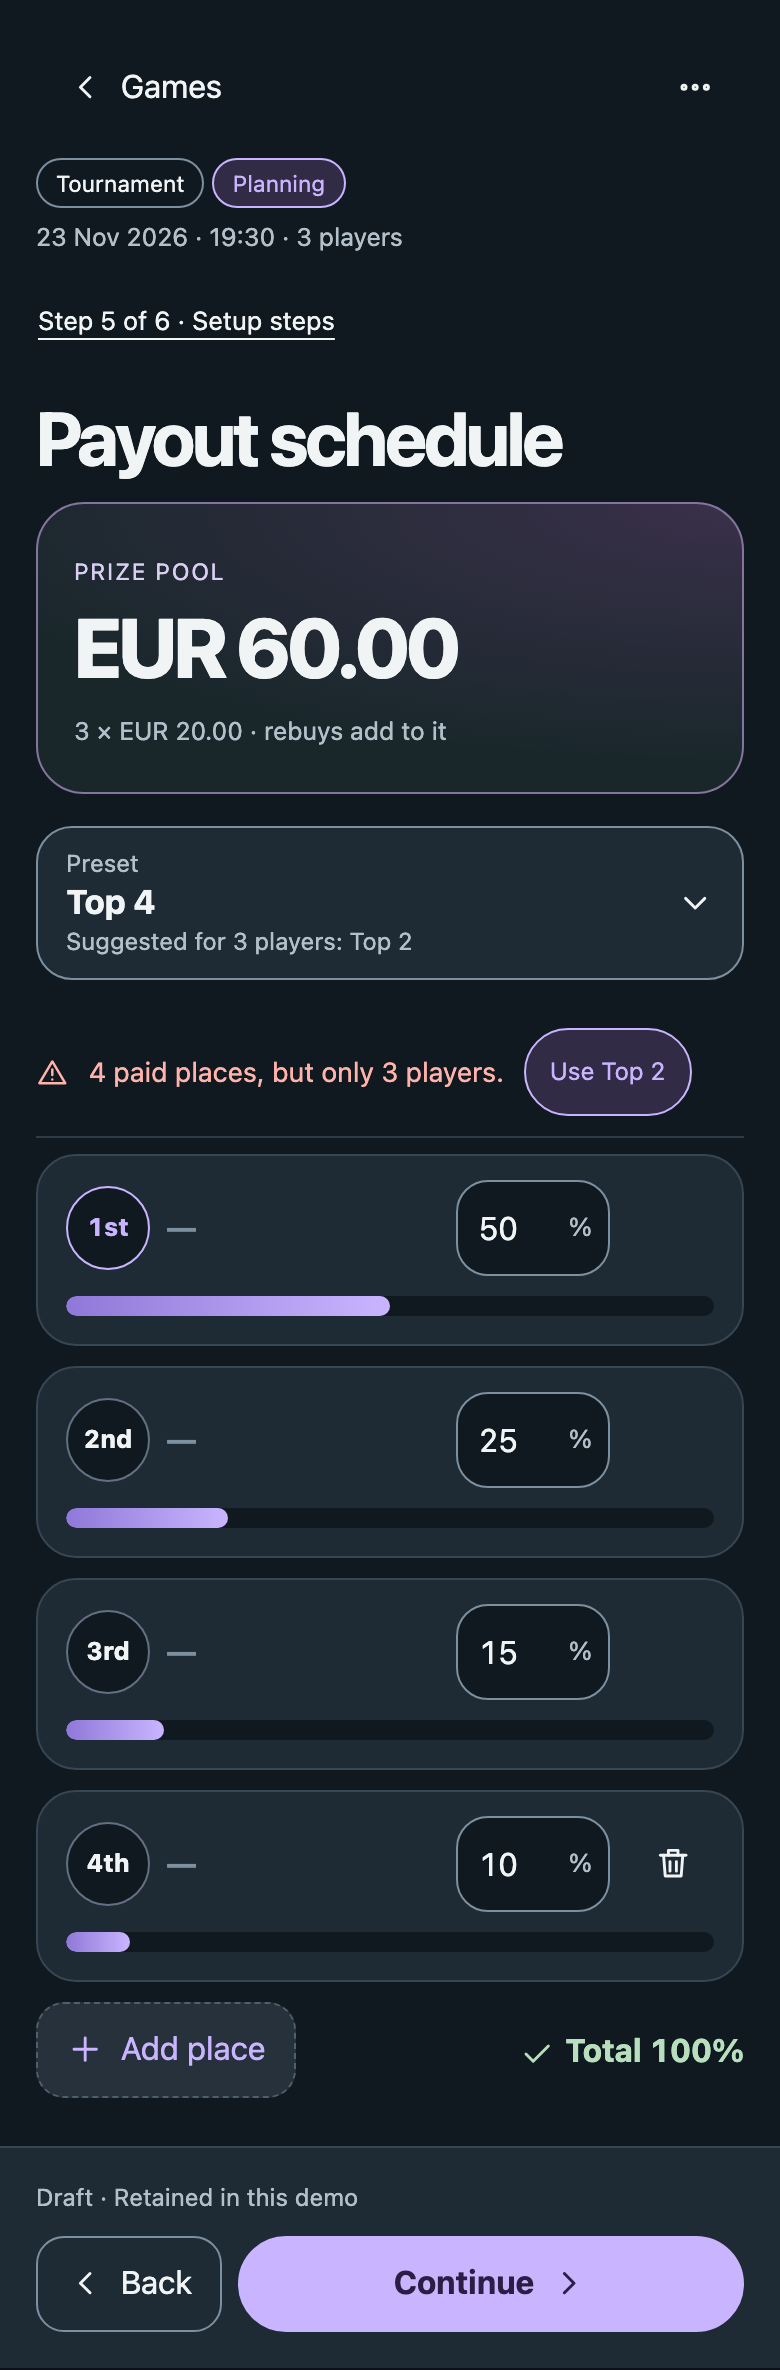 Games
Tournament Planning
23 Nov 2026 · 19:30 · 3 players
Step 5 of 6 · Setup steps
Payout schedule
PRIZE POOL
EUR 60.00
3 × EUR 20.00 · rebuys add to it
Preset
Top 4
Suggested for 3 players: Top 2
4 paid places, but only 3 players. Use Top 2
1st — 50 %
2nd — 25 %
3rd — 15 %
4th — 10 %
+ Add place ✓ Total 100%
Draft · Retained in this demo
Back Continue